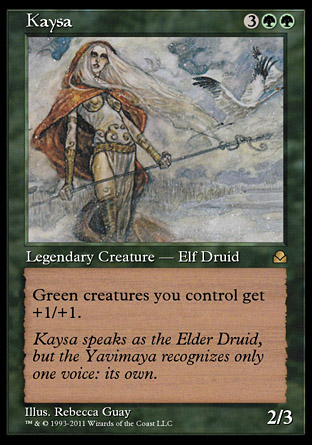 Kaysa 3
Legendary Creature — Elf Druid
Green creatures you control get
+1/+1.
Kaysa speaks as the Elder Druid,
but the Yavimaya recognizes only
one voice: its own.
Illus. Rebecca Guay
™ & © 1993-2011 Wizards of the Coast LLC
2/3